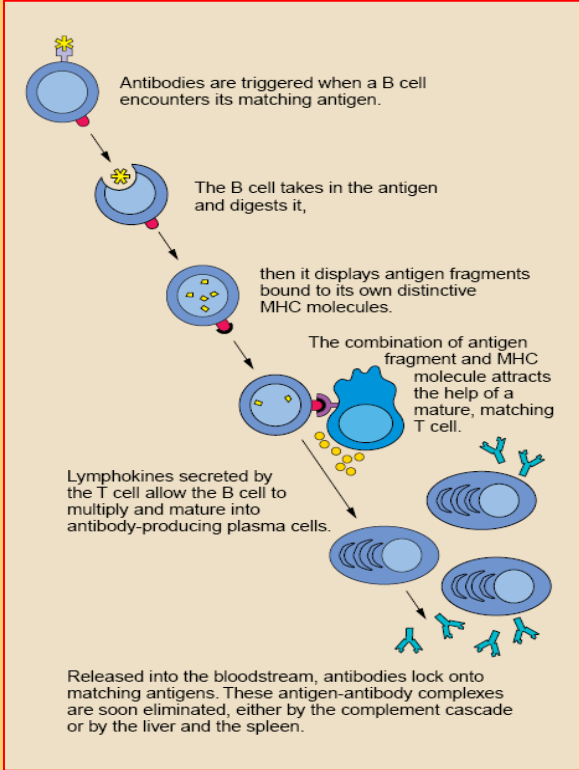 Antibodies are triggered when a B cell
encounters its matching antigen.
The B cell takes in the antigen
and digests it,
then it displays antigen fragments
bound to its own distinctive
MHC molecules.
The combination of antigen
fragment and MHC
molecule attracts
the help of a
mature, matching
T cell.
Lymphokines secreted by
the T cell allow the B cell to
multiply and mature into
antibody-producing plasma cells.
Released into the bloodstream, antibodies lock onto
matching antigens. These antigen-antibody complexes
are soon eliminated, either by the complement cascade
or by the liver and the spleen.